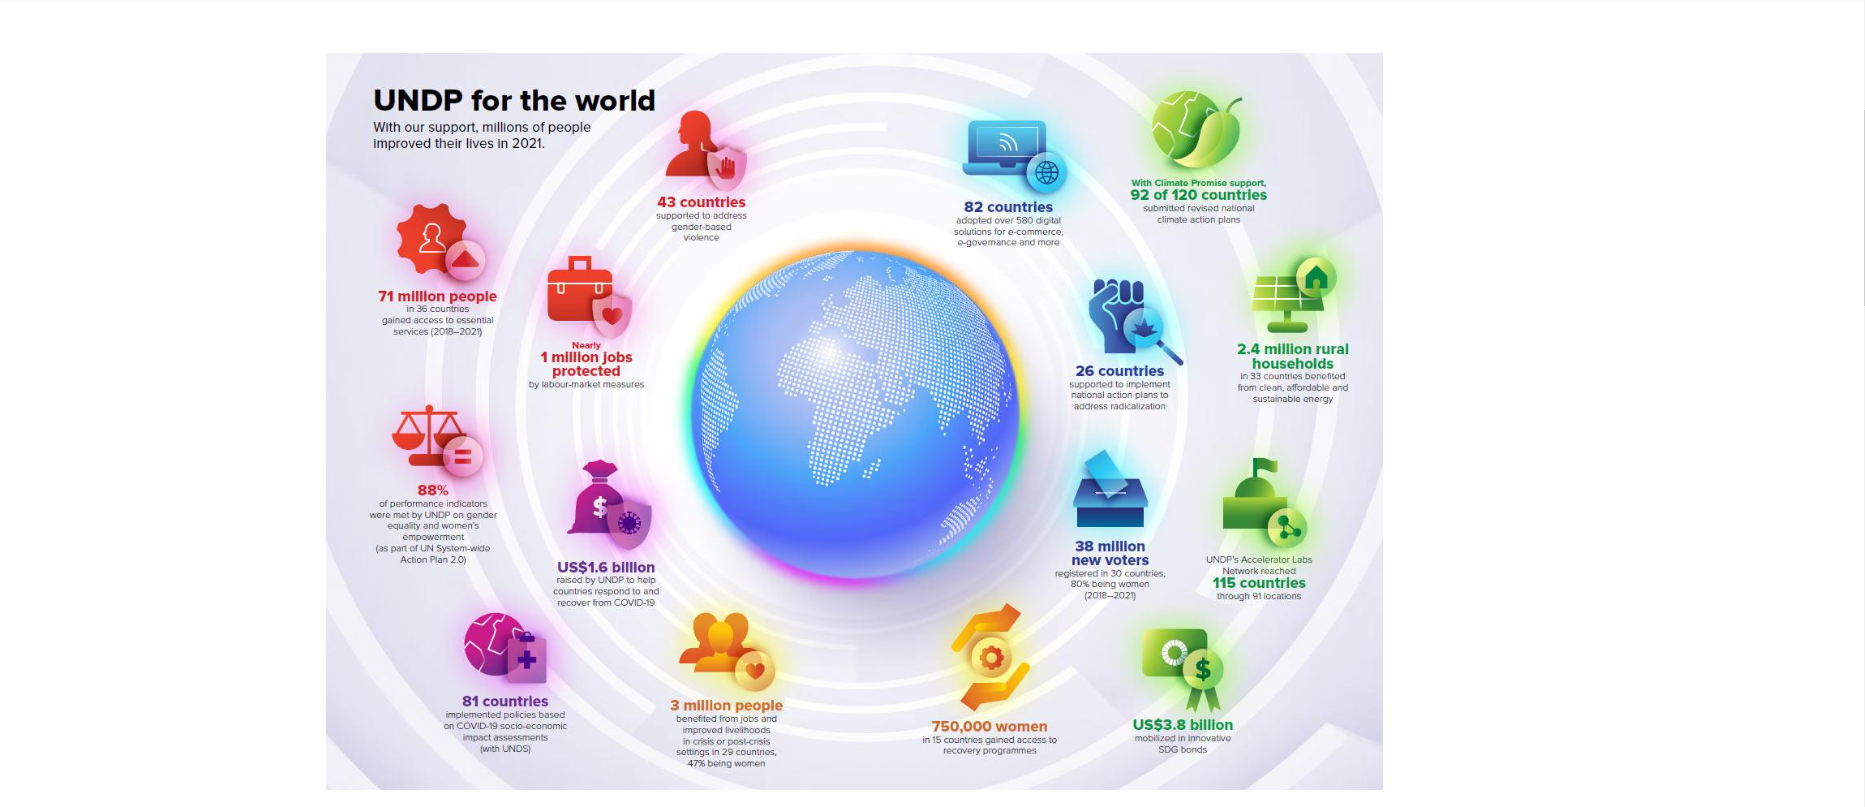 UNDP for the world
With our support, millions of people
improved their lives in 2021.
43 countries
supported to address
gender-based
violence
82 countries
adopted over 580 digital
solutions for e-commerce,
e-governance and more
With Climate Promise support,
92 of 120 countries
submitted revised national
climate action plans
71 million people
in 36 countries
gained access to essential
services (2018–2021)
Nearly
1 million jobs
protected
by labour-market measures
26 countries
supported to implement
national action plans to
address radicalization
2.4 million rural
households
in 33 countries benefited
from clean, affordable and
sustainable energy
88%
of performance indicators
were met by UNDP on gender
equality and women's
empowerment
(as part of UN System-wide
Action Plan 2.0)
$
US$1.6 billion
raised by UNDP to help
countries respond to and
recover from COVID-19
38 million
new voters
registered in 30 countries,
80% being women
(2018–2021)
UNDP's Accelerator Labs
Network reached
115 countries
through 91 locations
81 countries
implemented policies based
on COVID-19 socio-economic
impact assessments
(with UNDS)
3 million people
benefited from jobs and
improved livelihoods
in crisis or post-crisis
settings in 29 countries,
47% being women
750,000 women
in 15 countries gained access to
recovery programmes
$
US$3.8 billion
mobilized in innovative
SDG bonds